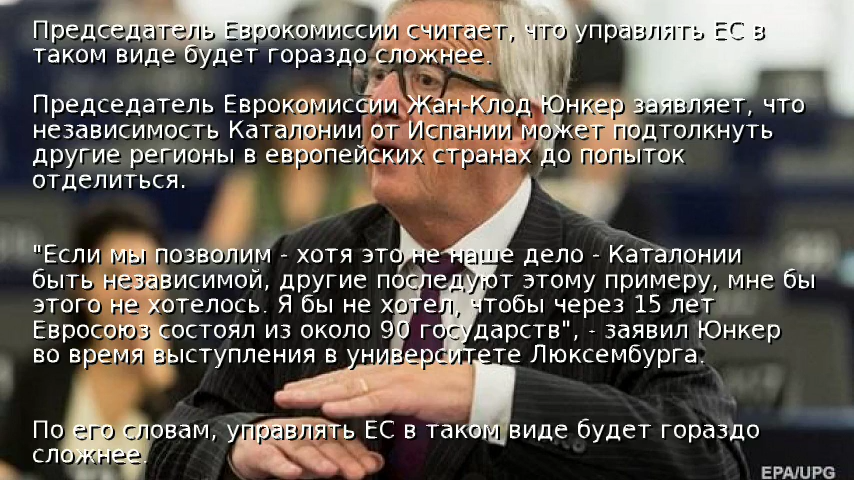 Председатель Еврокомиссии считает, что управлять ЕС в
таком виде будет гораздо сложнее.
Председатель Еврокомиссии Жан-Клод Юнкер заявляет, что
независимость Каталонии от Испании может подтолкнуть
другие регионы в европейских странах до попыток
отделиться.
"Если мы позволим - хотя это не наше дело - Каталонии
быть независимой, другие последуют этому примеру, мне бы
этого не хотелось. Я бы не хотел, чтобы через 15 лет
Евросоюз состоял из около 90 государств", - заявил Юнкер
во время выступления в университете Люксембурга.
По его словам, управлять ЕС в таком виде будет гораздо
сложнее.
EPA/UPG